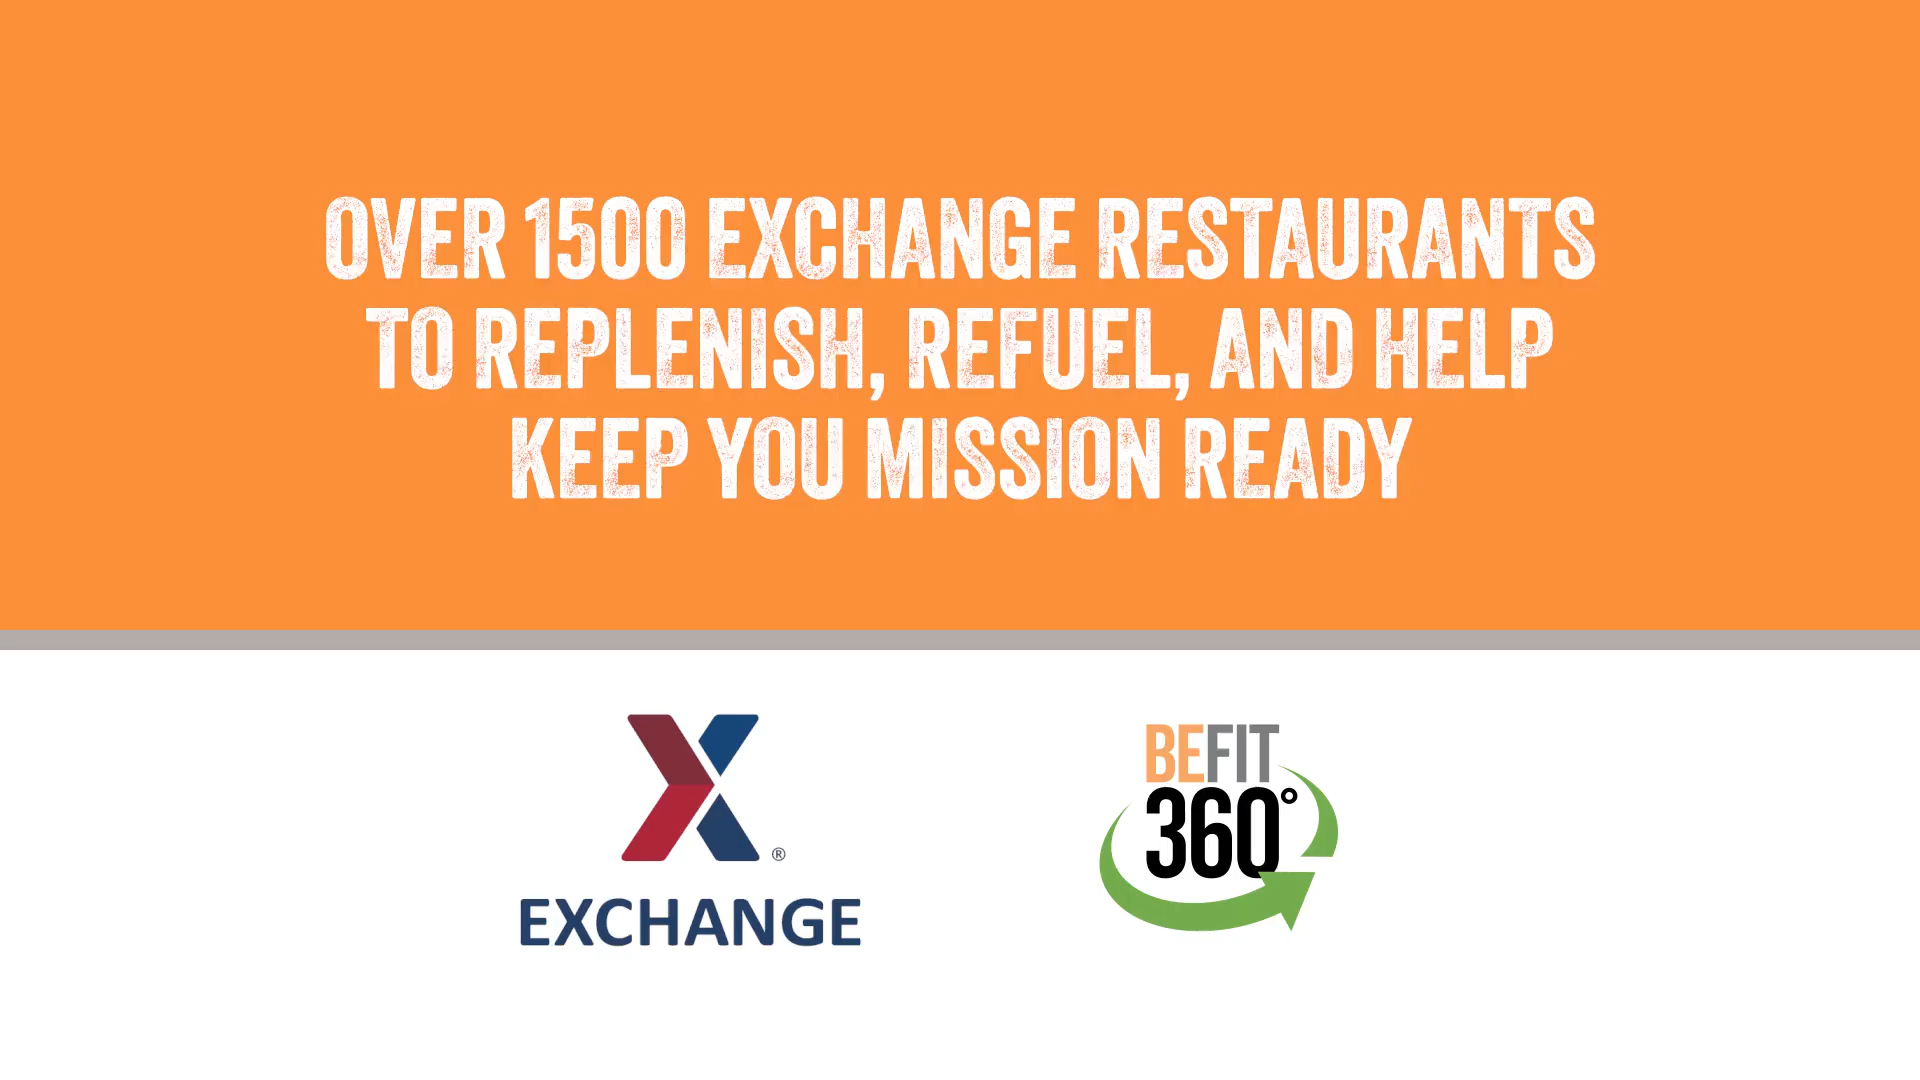 OVER 1500 EXCHANGE RESTAURANTS
TO REPLENISH, REFUEL, AND HELP
KEEP YOU MISSION READY
X®
EXCHANGE
BEFIT
360°